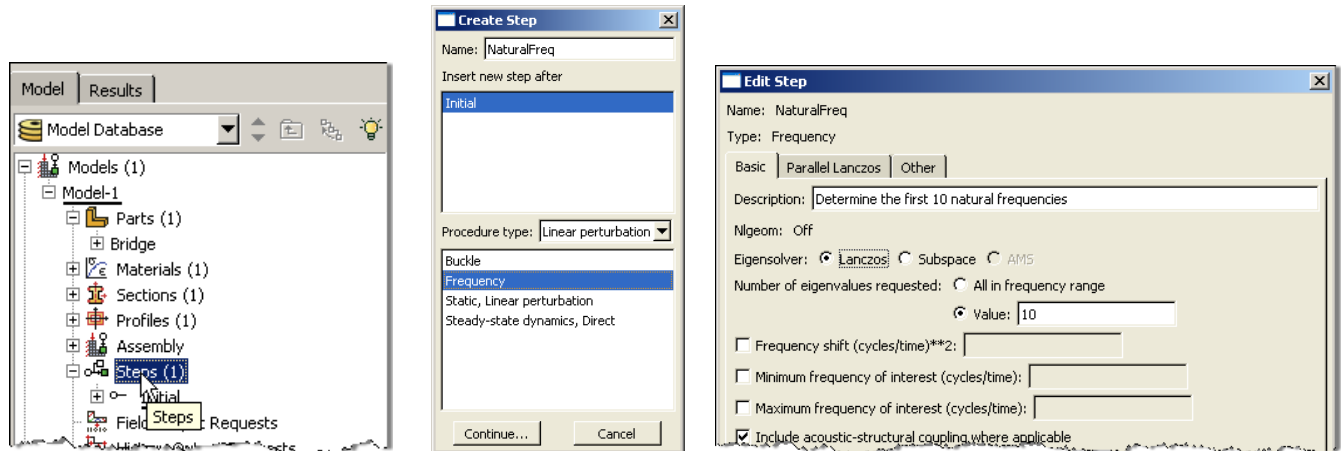 Model Results
Model Database
Models (1)
Model-1
Parts (1)
Bridge
Materials (1)
Sections (1)
Profiles (1)
Assembly
Steps (1)
Initial
Steps
Requests
Create Step
Name: NaturalFreq
Insert new step after
Initial
Procedure type: Linear perturbation
Buckle
Frequency
Static, Linear perturbation
Steady-state dynamics, Direct
Continue... Cancel
Edit Step
Name: NaturalFreq
Type: Frequency
Basic Parallel Lanczos Other
Description: Determine the first 10 natural frequencies
Nlgeom: Off
Eigensolver: Lanczos Subspace AMS
Number of eigenvalues requested: All in frequency range
Value: 10
Frequency shift (cycles/time)**2:
Minimum frequency of interest (cycles/time):
Maximum frequency of interest (cycles/time):
Include acoustic-structural coupling where applicable